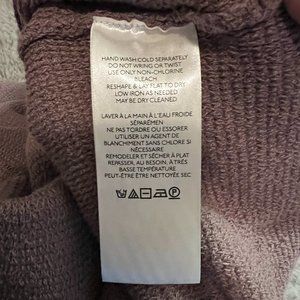 HAND WASH COLD SEPARATELY
DO NOT WRING OR TWIST
USE ONLY NON-CHLORINE
BLEACH
RESHAPE & LAY FLAT TO DRY
LOW IRON AS NEEDED
MAY BE DRY CLEANED
LAVER À LA MAIN À L'EAU FROIDE
SÉPARÉMEN
NE PAS TORDRE OU ESSORER
UTILISER UN AGENT DE
BLANCHIMENT SANS CHLORE SI
NÉCESSAIRE
REMODELER ET SÉCHER À PLAT
REPASSER, AU BESOIN, À TRÈS
BASSE TEMPÉRATURE
PEUT-ÊTRE NETTOYÉE SEC